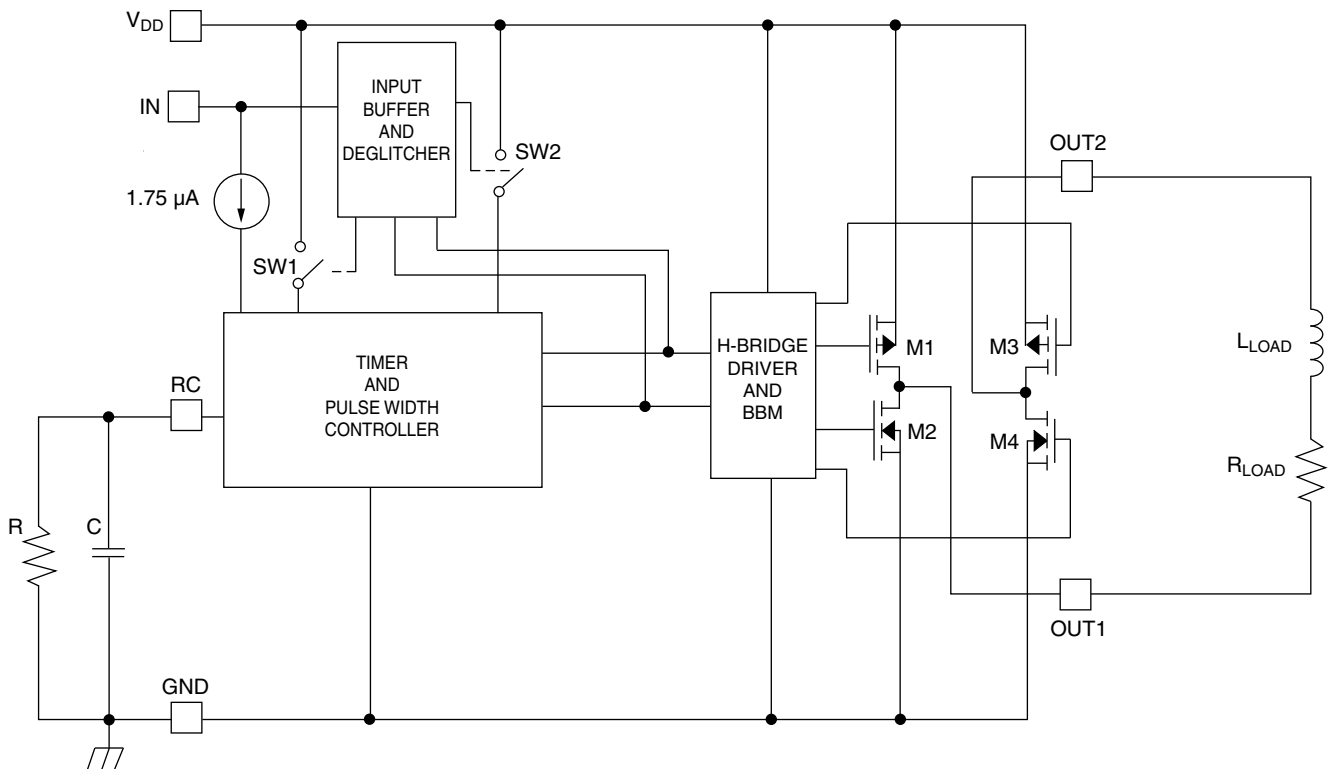 VDD
IN
INPUT
BUFFER
AND
DEGLITCHER
SW2
OUT2
1.75 µA
SW1
TIMER
AND
PULSE WIDTH
CONTROLLER
H-BRIDGE
DRIVER
AND
BBM
M1
M3
LLOAD
RC
M2
M4
RLOAD
R
C
OUT1
GND